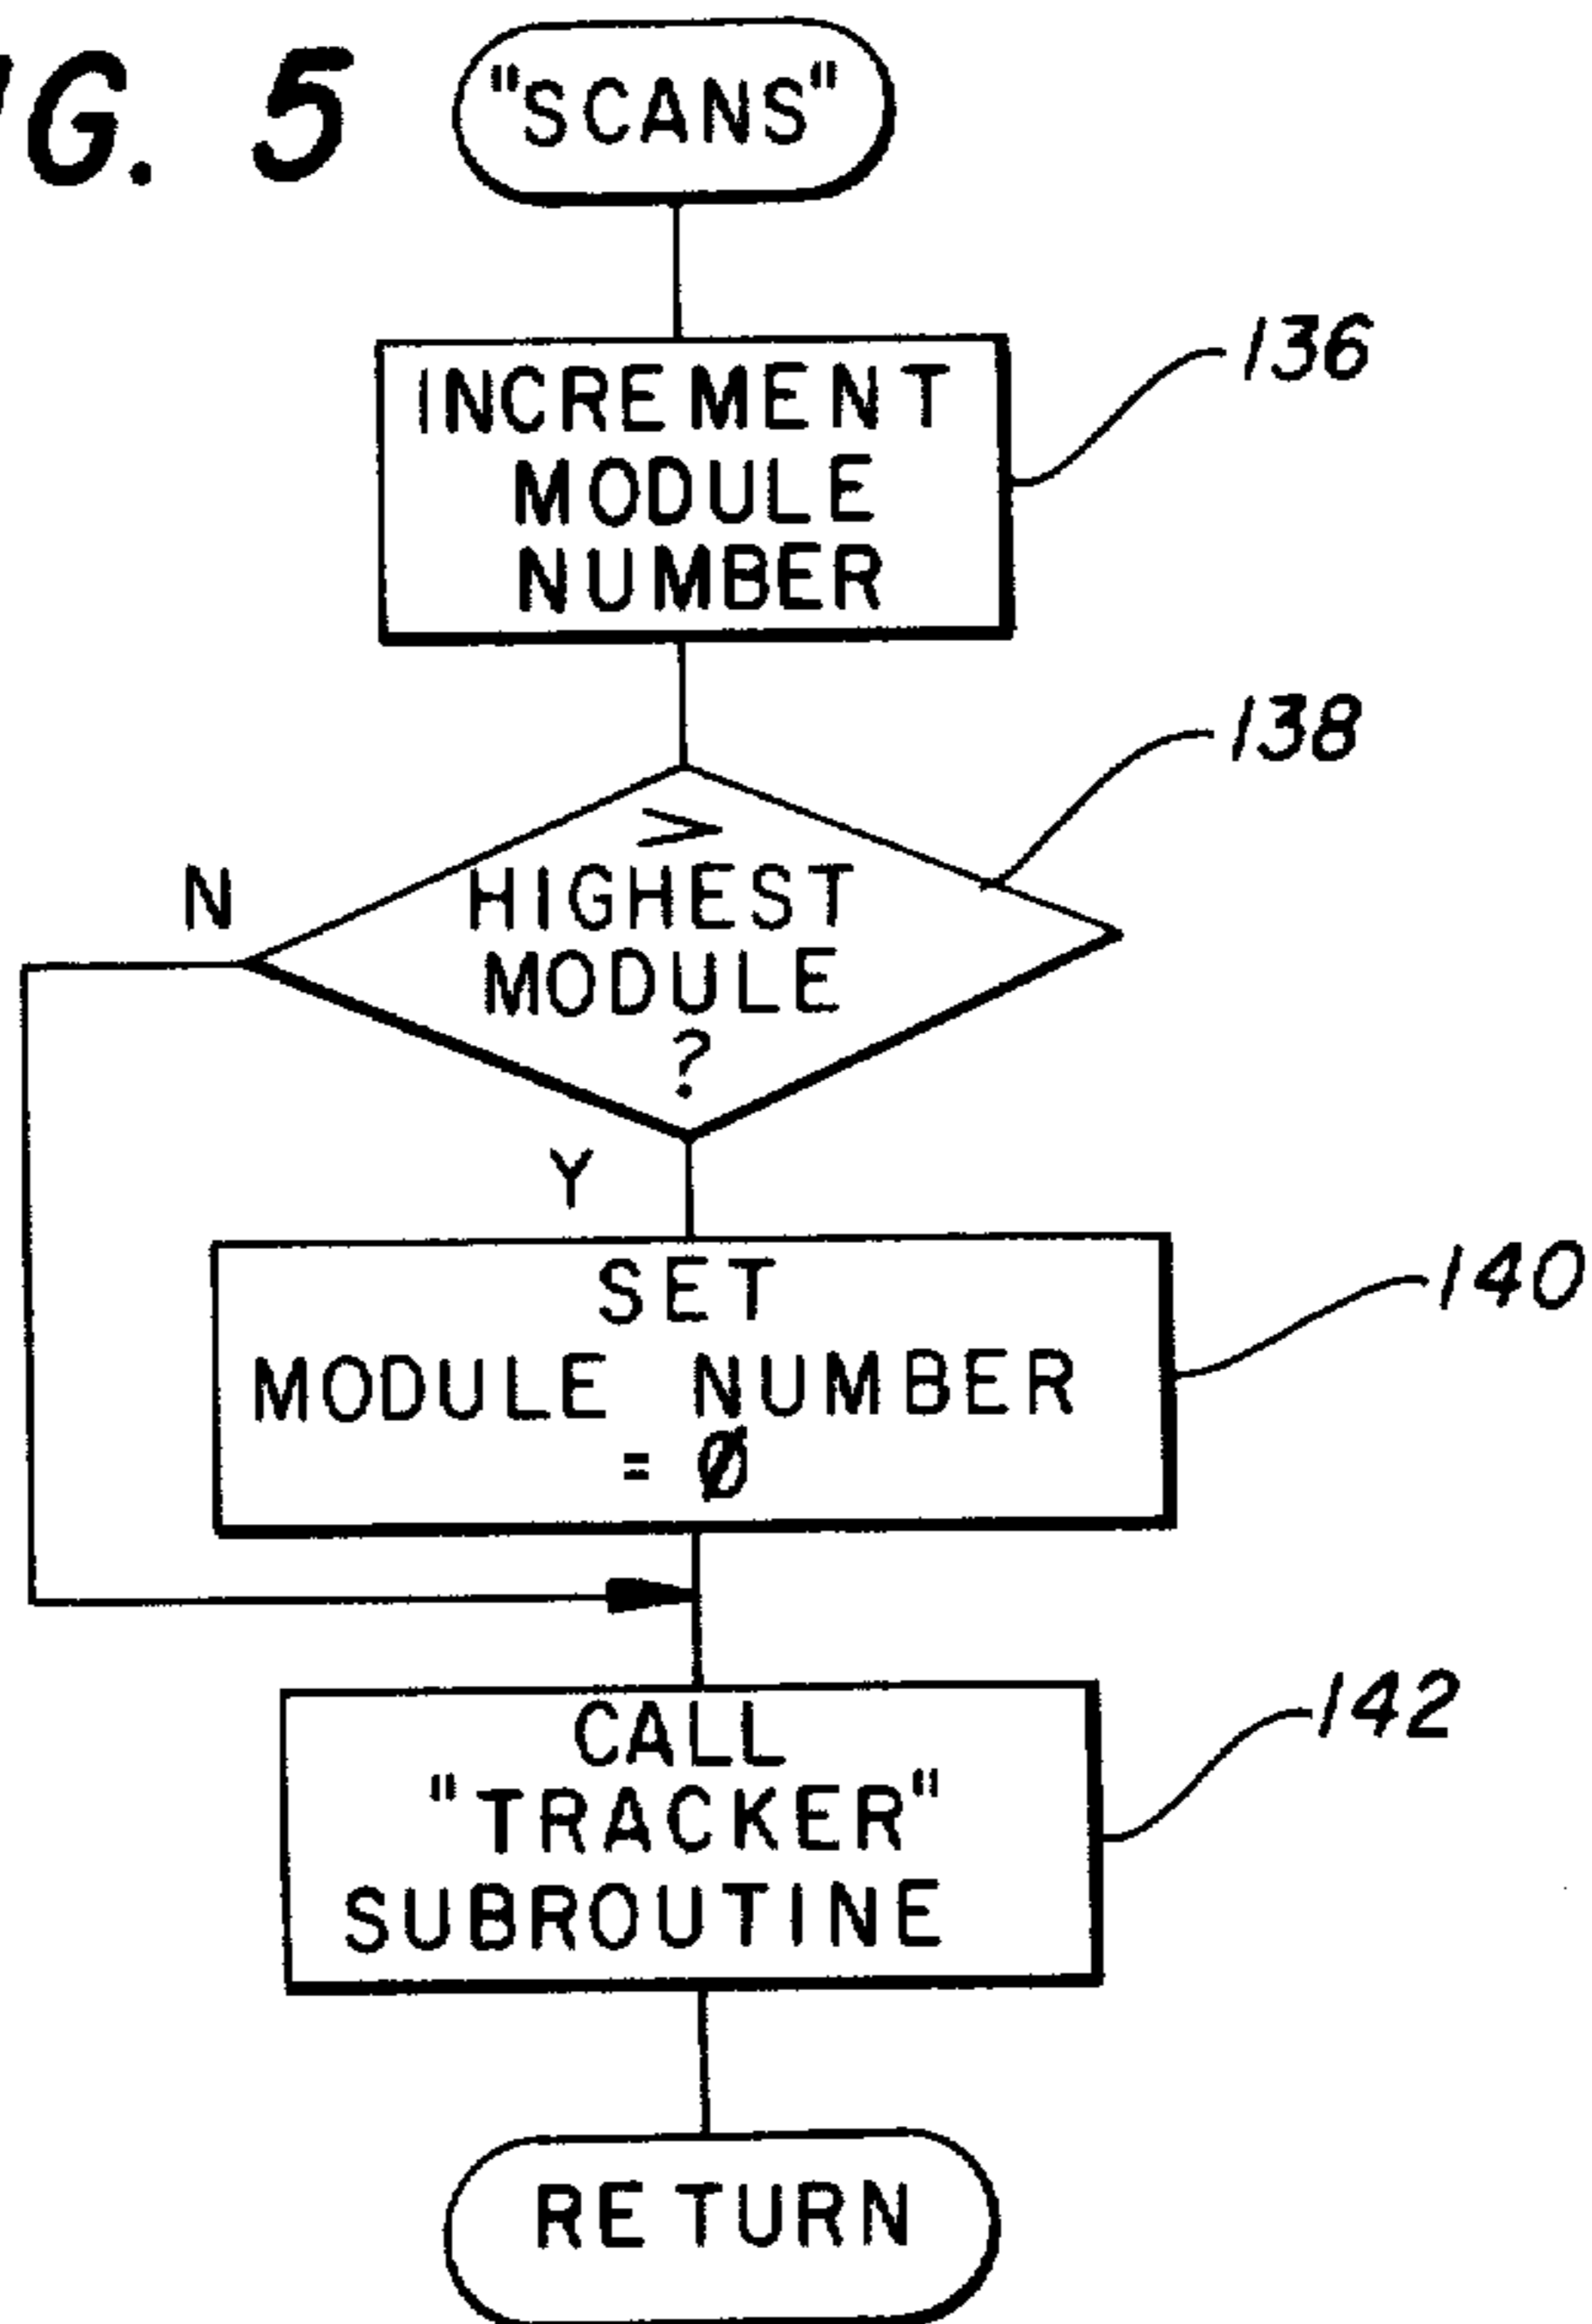 G. 5
"SCANS"
INCREMENT
MODULE
NUMBER
136
>
HIGHEST
MODULE
?
138
N
Y
SET
MODULE NUMBER
= Ø
140
CALL
"TRACKER"
SUBROUTINE
142
RETURN